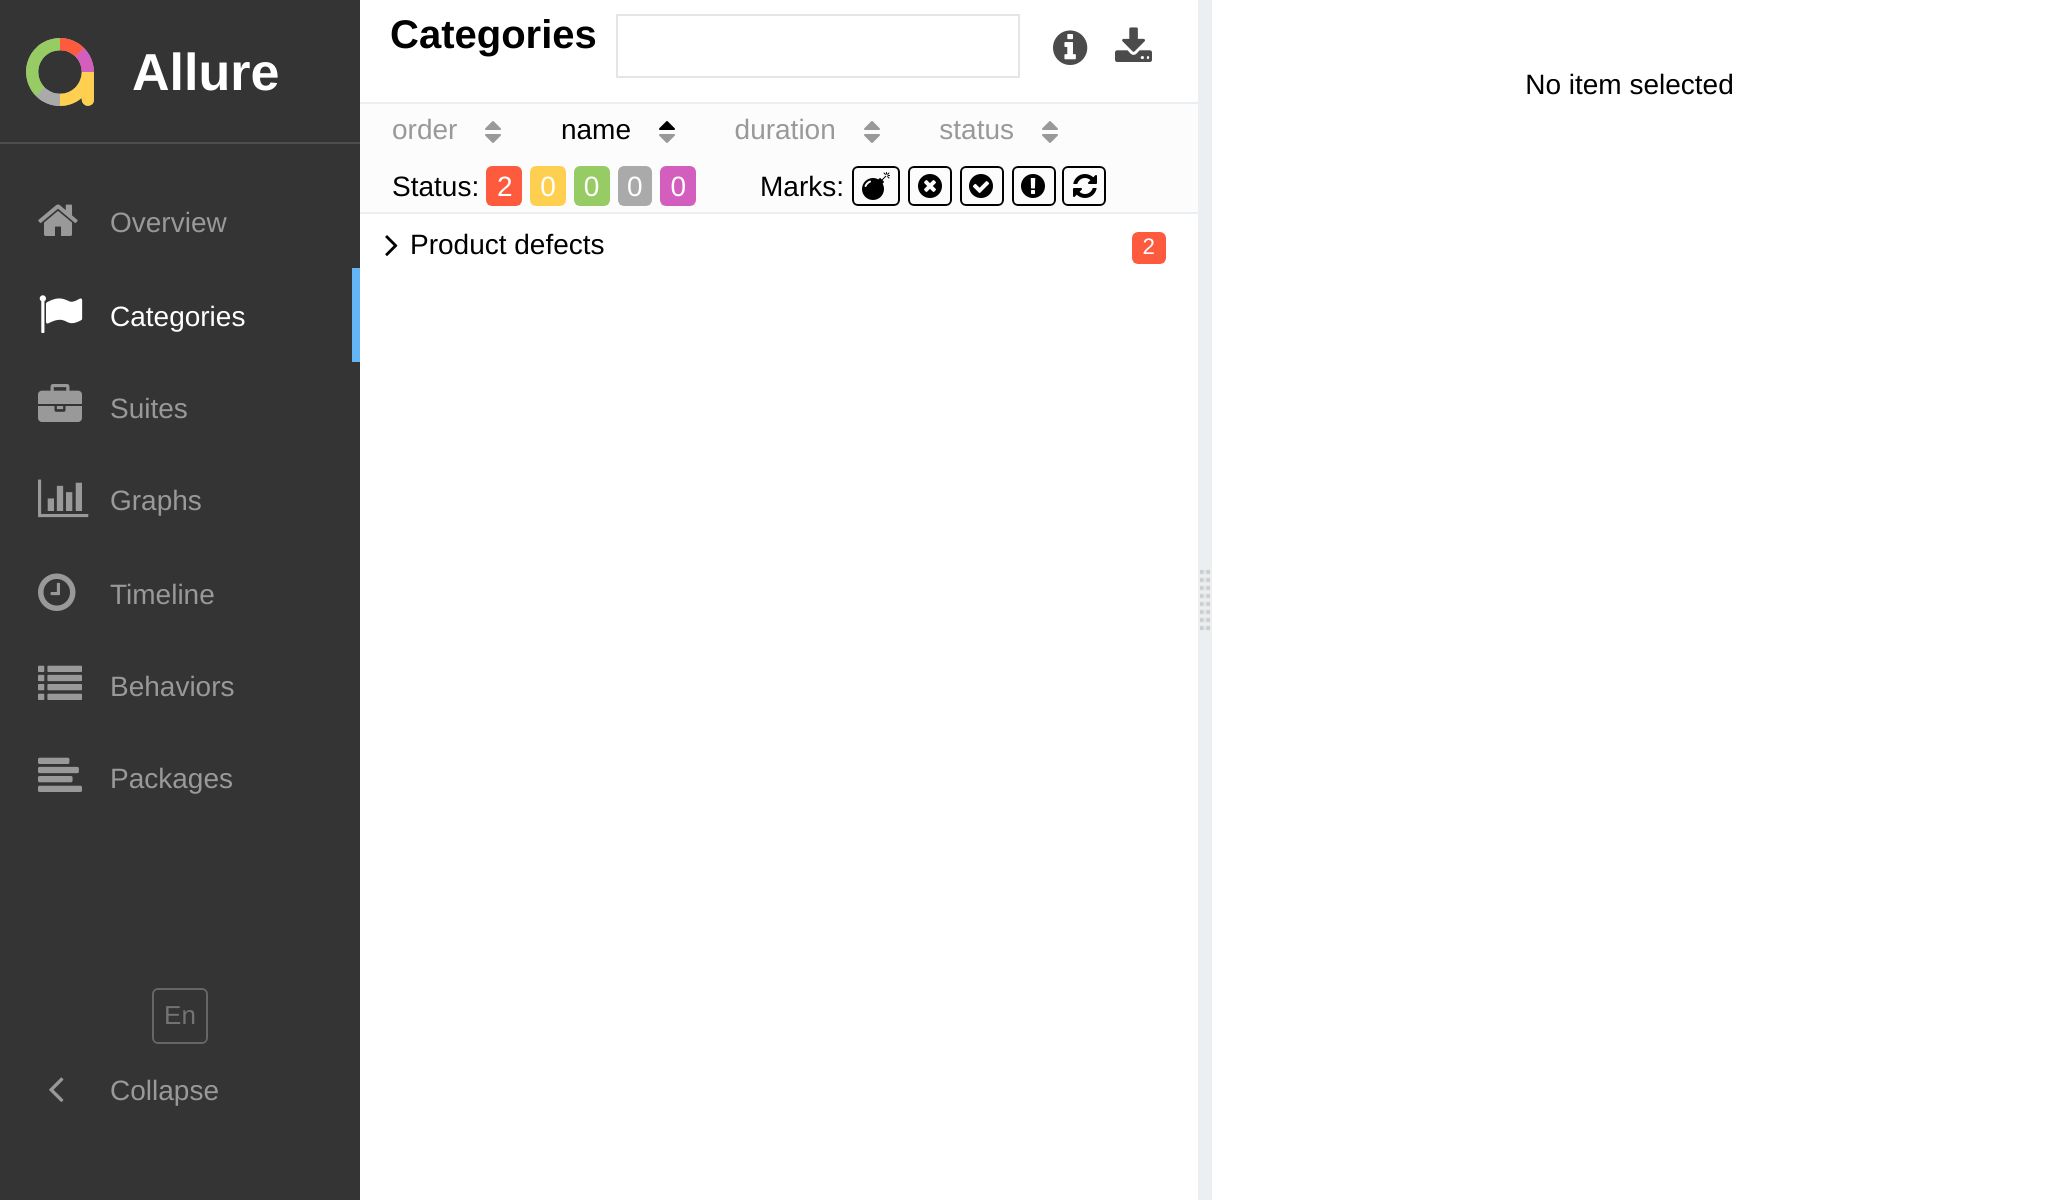 Allure
Overview
Categories
Suites
Graphs
Timeline
Behaviors
Packages
En
Collapse
Categories
order name duration status
Status: 2 0 0 0 0 Marks:
Product defects 2
No item selected